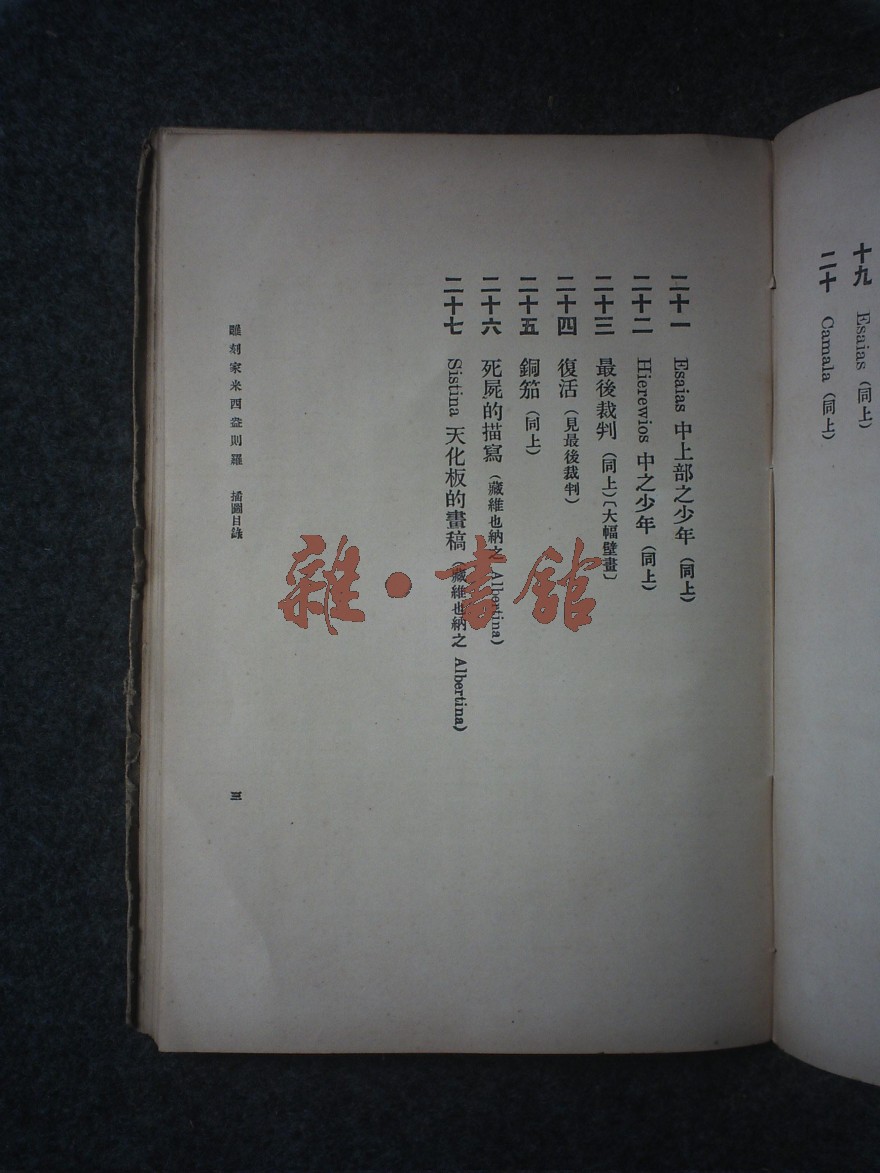 十九 Esaias（同上）
二十 Camala（同上）
二十一 Esaias 中上部之少年（同上）
二十二 Hierewios 中之少年（同上）
二十三 最後裁判（同上）〔大幅壁畫〕
二十四 復活（見最後裁判）
二十五 銅笳（同上）
二十六 死屍的描寫（藏維也納之 Albertina）
二十七 Sistina 天化板的畫稿（藏維也納之 Albertina）
雕刻家米西盎則羅 插圖目錄
三
雜·書館